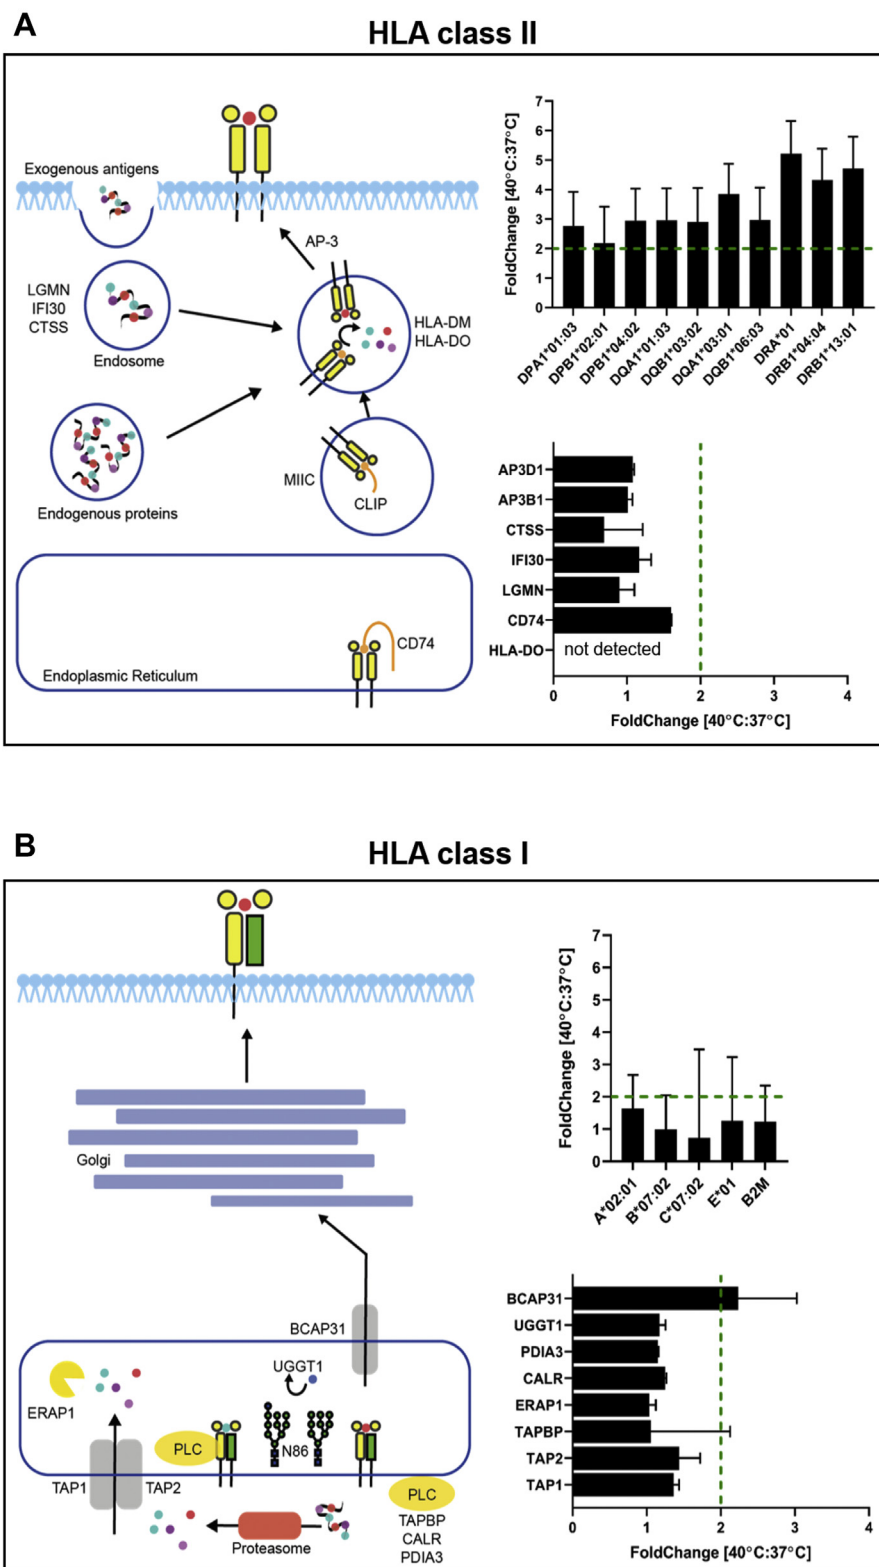 A
HLA class II
Exogenous antigens
AP-3
LGMN
IFI30
CTSS
Endosome
HLA-DM
HLA-DO
Endogenous proteins
MIIC
CLIP
CD74
Endoplasmic Reticulum
FoldChange [40°C:37°C]
7
6
5
4
3
2
1
0
DPA1*01:03
DPB1*02:01
DPB1*04:02
DQA1*01:03
DQB1*03:02
DQA1*03:01
DQB1*06:03
DRA*01
DRB1*04:04
DRB1*13:01
AP3D1
AP3B1
CTSS
IFI30
LGMN
CD74
HLA-DO not detected
0 1 2 3 4
FoldChange [40°C:37°C]
B
HLA class I
Golgi
BCAP31
UGGT1
ERAP1
PLC
N86
TAP1
TAP2
PLC
TAPBP
CALR
PDIA3
Proteasome
FoldChange [40°C:37°C]
7
6
5
4
3
2
1
0
A*02:01
B*07:02
C*07:02
E*01
B2M
BCAP31
UGGT1
PDIA3
CALR
ERAP1
TAPBP
TAP2
TAP1
0 1 2 3 4
FoldChange [40°C:37°C]